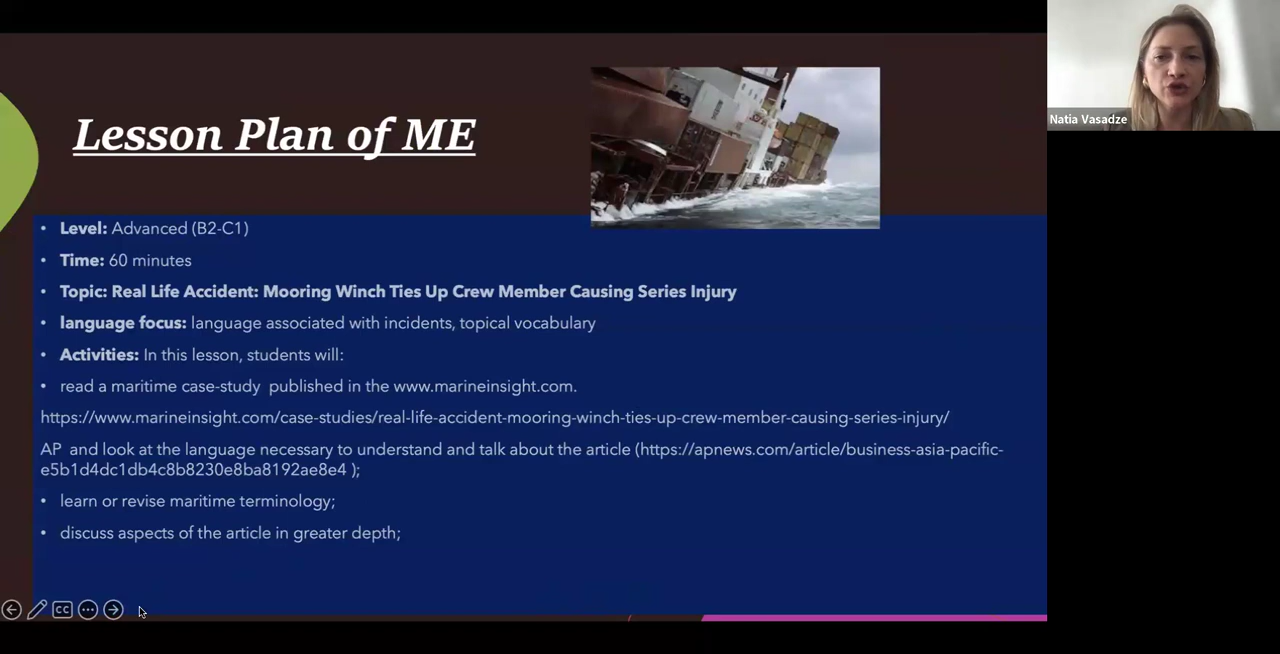 Lesson Plan of ME
Natia Vasadze
• Level: Advanced (B2-C1)
• Time: 60 minutes
• Topic: Real Life Accident: Mooring Winch Ties Up Crew Member Causing Series Injury
• language focus: language associated with incidents, topical vocabulary
• Activities: In this lesson, students will:
• read a maritime case-study published in the www.marineinsight.com.
https://www.marineinsight.com/case-studies/real-life-accident-mooring-winch-ties-up-crew-member-causing-series-injury/
AP and look at the language necessary to understand and talk about the article (https://apnews.com/article/business-asia-pacific-
e5b1d4dc1db4c8b8230e8ba8192ae8e4 );
• learn or revise maritime terminology;
• discuss aspects of the article in greater depth;
CC